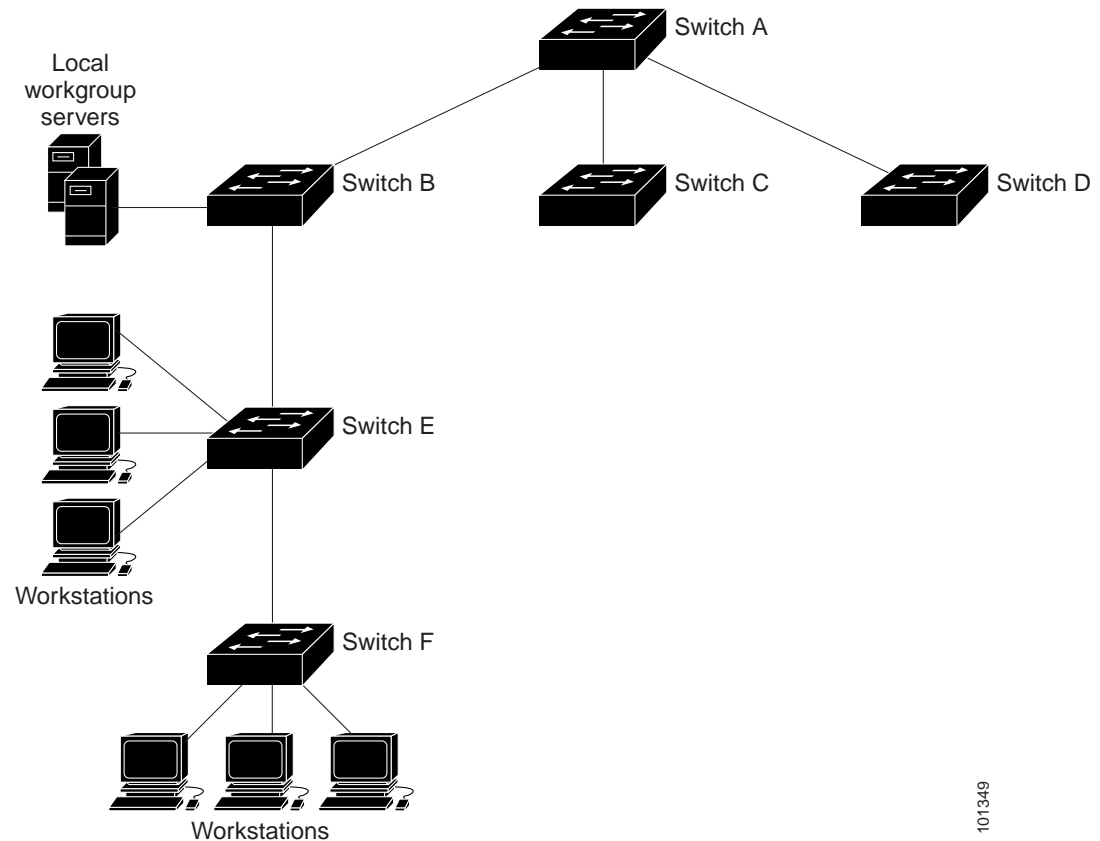 Switch A
Local
workgroup
servers
Switch B
Switch C
Switch D
Switch E
Workstations
Switch F
Workstations
101349